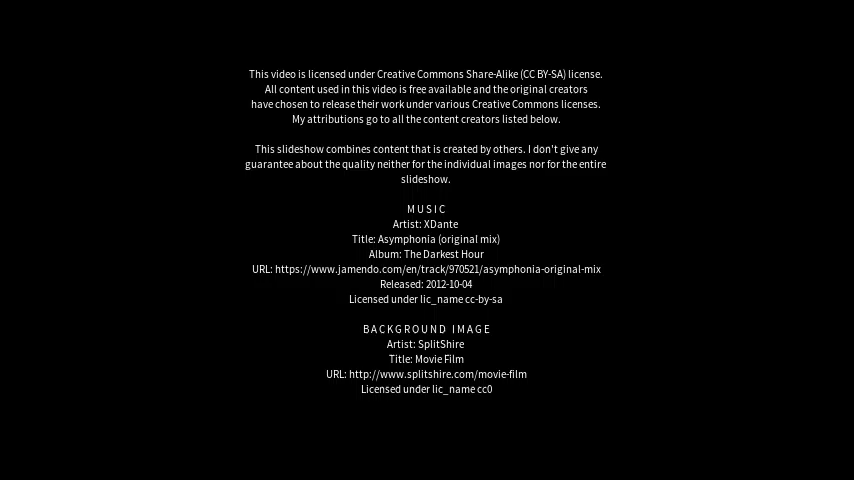 This video is licensed under Creative Commons Share-Alike (CC BY-SA) license.
All content used in this video is free available and the original creators
have chosen to release their work under various Creative Commons licenses.
My attributions go to all the content creators listed below.
This slideshow combines content that is created by others. I don't give any
guarantee about the quality neither for the individual images nor for the entire
slideshow.
MUSIC
Artist: XDante
Title: Asymphonia (original mix)
Album: The Darkest Hour
URL: https://www.jamendo.com/en/track/970521/asymphonia-original-mix
Released: 2012-10-04
Licensed under lic_name cc-by-sa
BACKGROUND IMAGE
Artist: SplitShire
Title: Movie Film
URL: http://www.splitshire.com/movie-film
Licensed under lic_name cc0